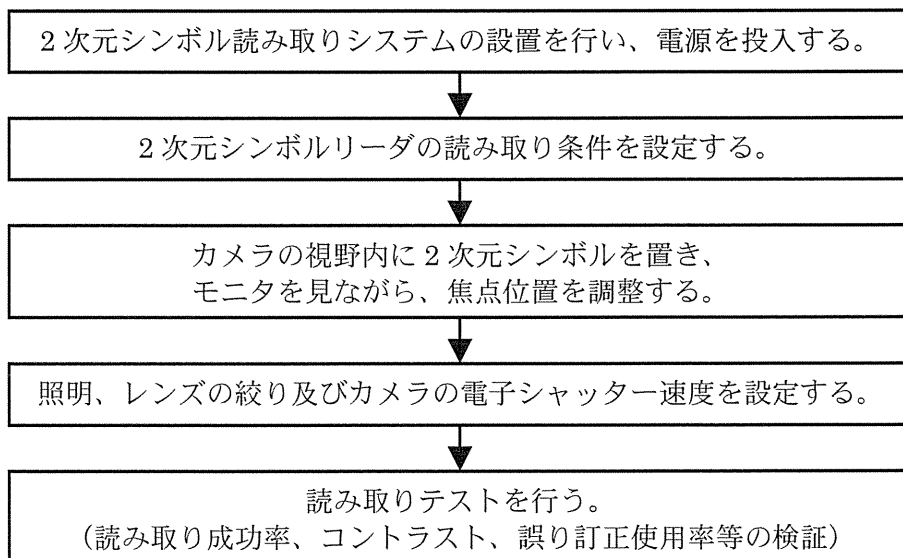 2次元シンボル読み取りシステムの設置を行い、電源を投入する。
2次元シンボルリーダの読み取り条件を設定する。
カメラの視野内に2次元シンボルを置き、
モニタを見ながら、焦点位置を調整する。
照明、レンズの絞り及びカメラの電子シャッター速度を設定する。
読み取りテストを行う。
(読み取り成功率、コントラスト、誤り訂正使用率等の検証)